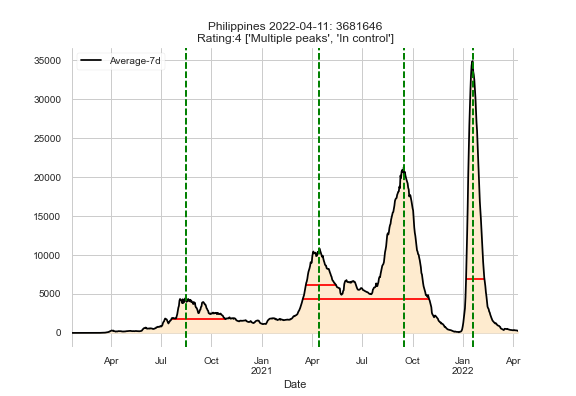 Philippines 2022-04-11: 3681646
Rating:4 ['Multiple peaks', 'In control']
Average-7d
35000
30000
25000
20000
15000
10000
5000
0
Apr Jul Oct Jan Apr Jul Oct Jan Apr
2021 2022
Date